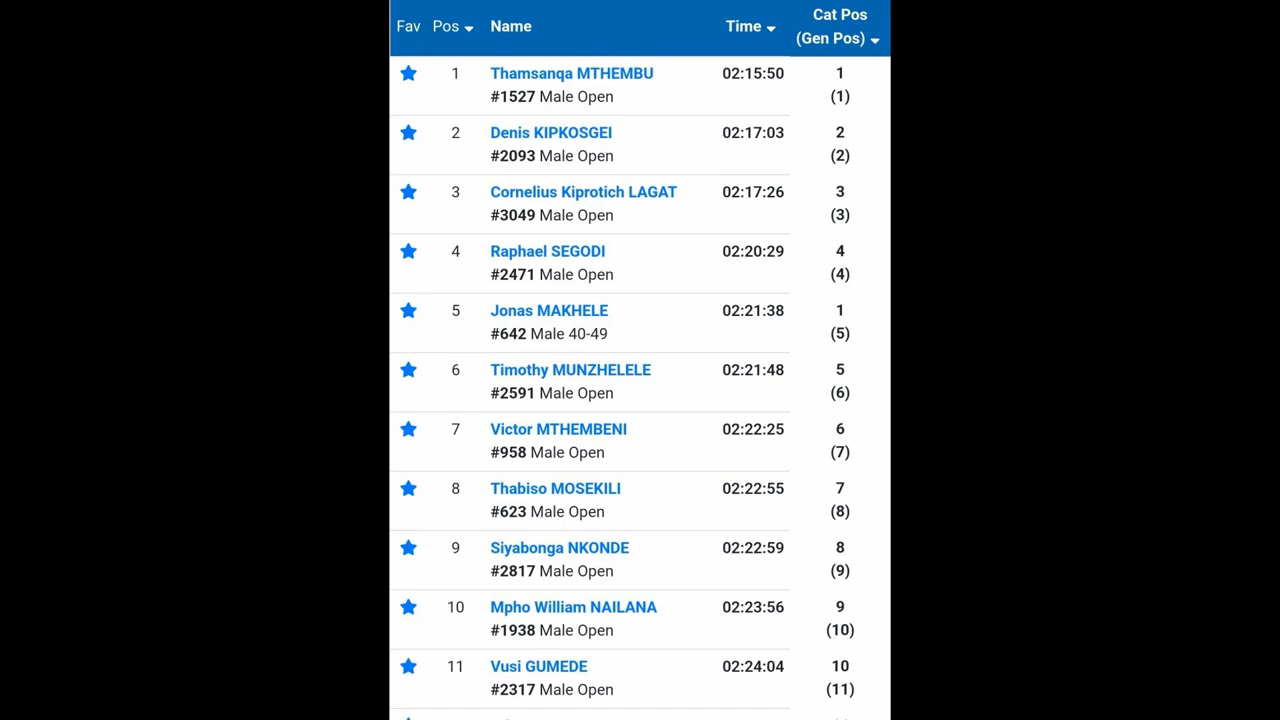 Fav Pos Name Time Cat Pos
(Gen Pos)
1 Thamsanqa MTHEMBU 02:15:50 1
#1527 Male Open (1)
2 Denis KIPKOSGEI 02:17:03 2
#2093 Male Open (2)
3 Cornelius Kiprotich LAGAT 02:17:26 3
#3049 Male Open (3)
4 Raphael SEGODI 02:20:29 4
#2471 Male Open (4)
5 Jonas MAKHELE 02:21:38 1
#642 Male 40-49 (5)
6 Timothy MUNZHELELE 02:21:48 5
#2591 Male Open (6)
7 Victor MTHEMBENI 02:22:25 6
#958 Male Open (7)
8 Thabiso MOSEKILI 02:22:55 7
#623 Male Open (8)
9 Siyabonga NKONDE 02:22:59 8
#2817 Male Open (9)
10 Mpho William NAILANA 02:23:56 9
#1938 Male Open (10)
11 Vusi GUMEDE 02:24:04 10
#2317 Male Open (11)